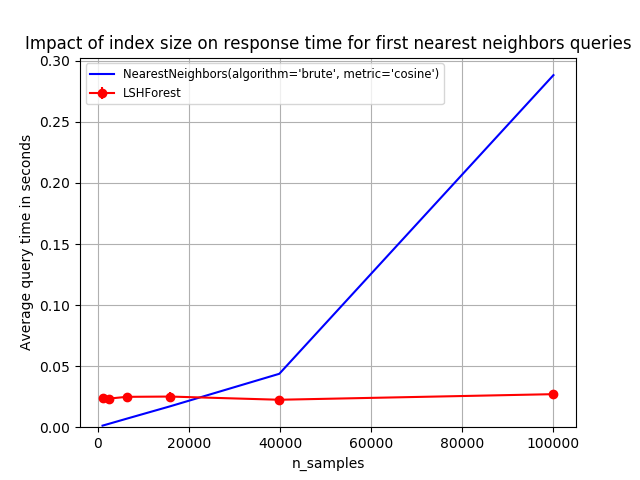 Impact of index size on response time for first nearest neighbors queries
NearestNeighbors(algorithm='brute', metric='cosine')
LSHForest
0.30
0.25
0.20
0.15
0.10
0.05
0.00
Average query time in seconds
0 20000 40000 60000 80000 100000
n_samples